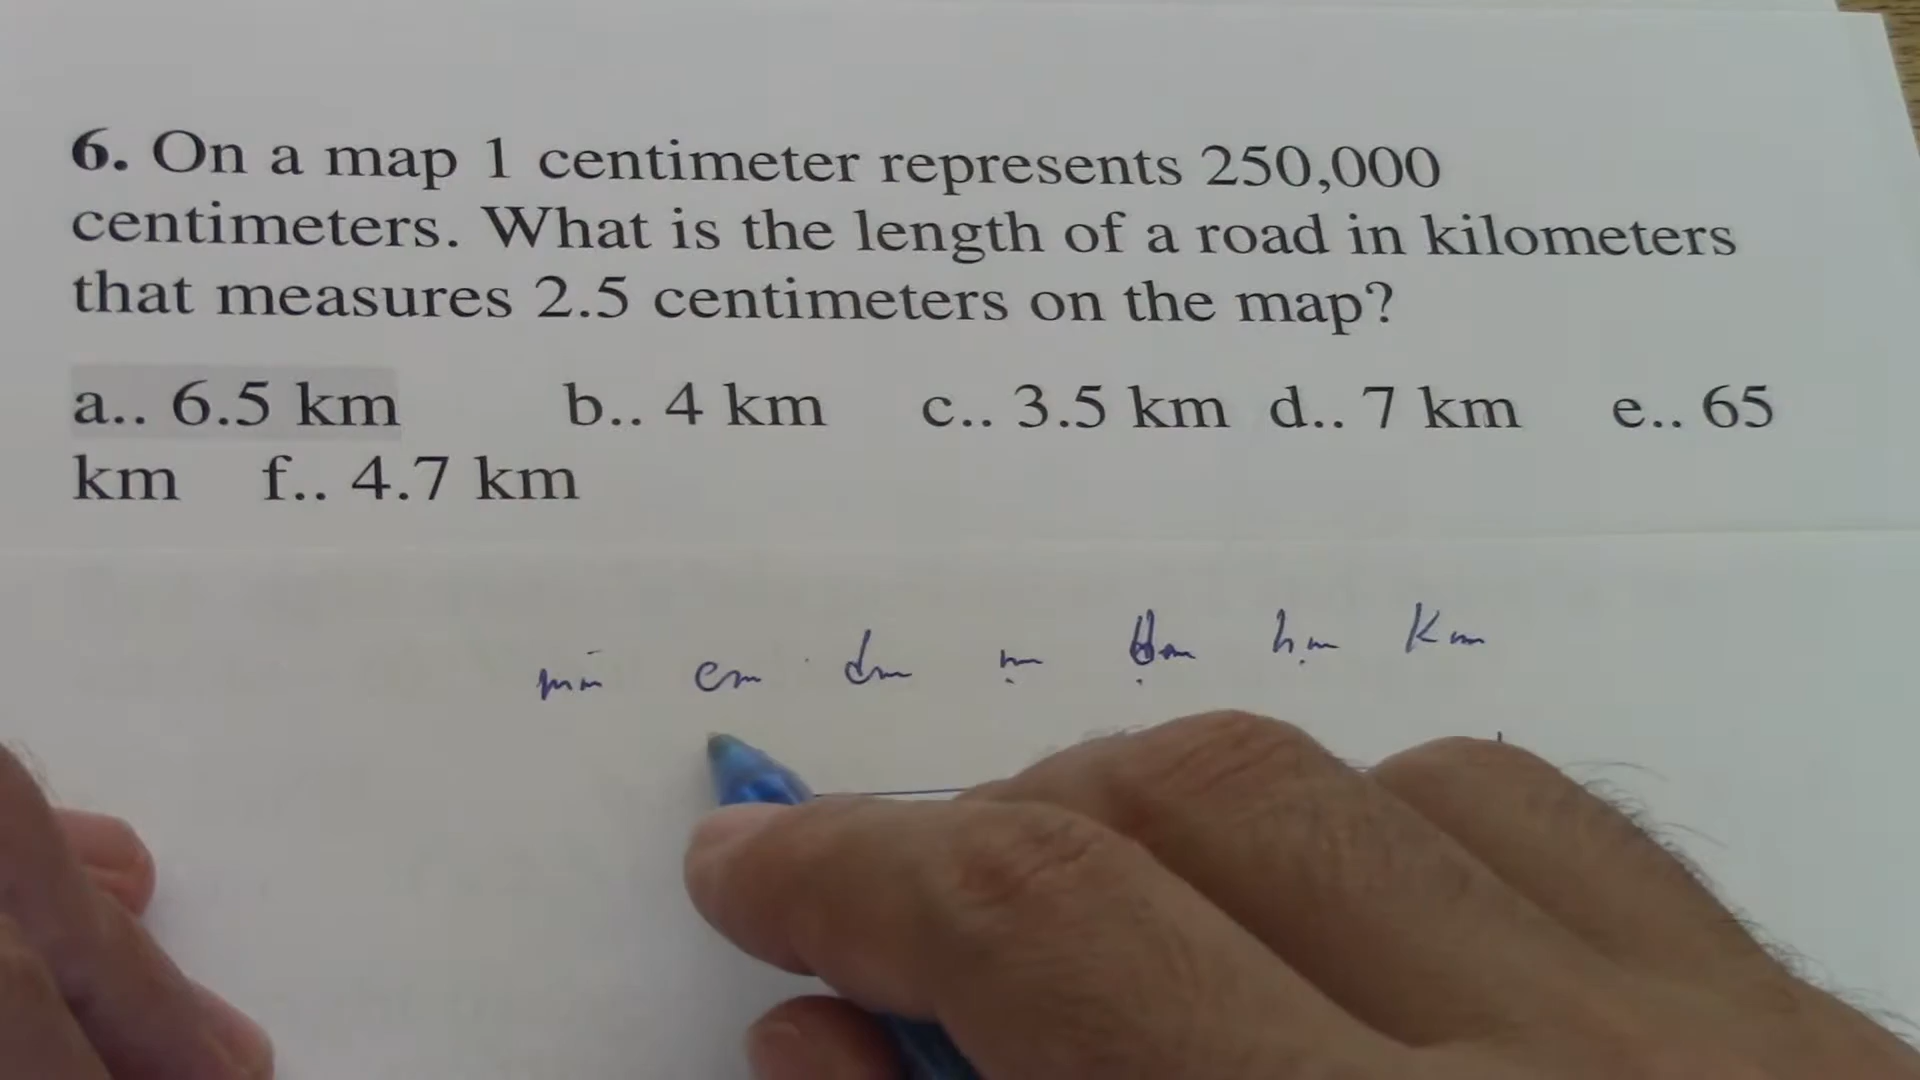 6. On a map 1 centimeter represents 250,000
centimeters. What is the length of a road in kilometers
that measures 2.5 centimeters on the map?
a.. 6.5 km b.. 4 km c.. 3.5 km d.. 7 km e.. 65
km f.. 4.7 km
mm cm dm m Dm hm Km